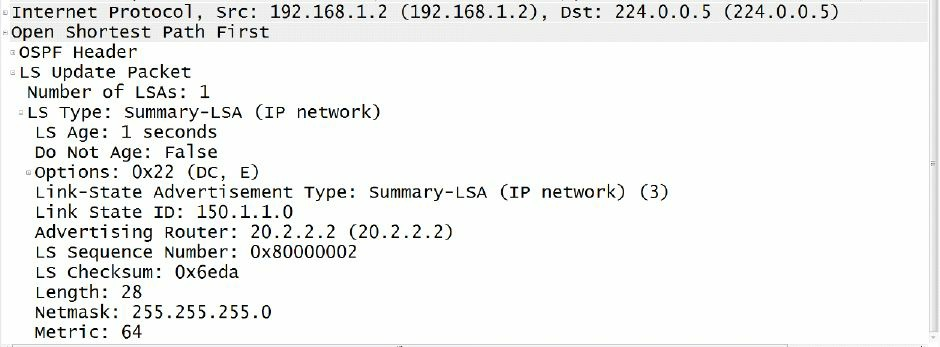 Internet Protocol, Src: 192.168.1.2 (192.168.1.2), Dst: 224.0.0.5 (224.0.0.5)
Open Shortest Path First
OSPF Header
LS Update Packet
Number of LSAs: 1
LS Type: Summary-LSA (IP network)
LS Age: 1 seconds
Do Not Age: False
Options: 0x22 (DC, E)
Link-State Advertisement Type: Summary-LSA (IP network) (3)
Link State ID: 150.1.1.0
Advertising Router: 20.2.2.2 (20.2.2.2)
LS Sequence Number: 0x80000002
LS Checksum: 0x6eda
Length: 28
Netmask: 255.255.255.0
Metric: 64